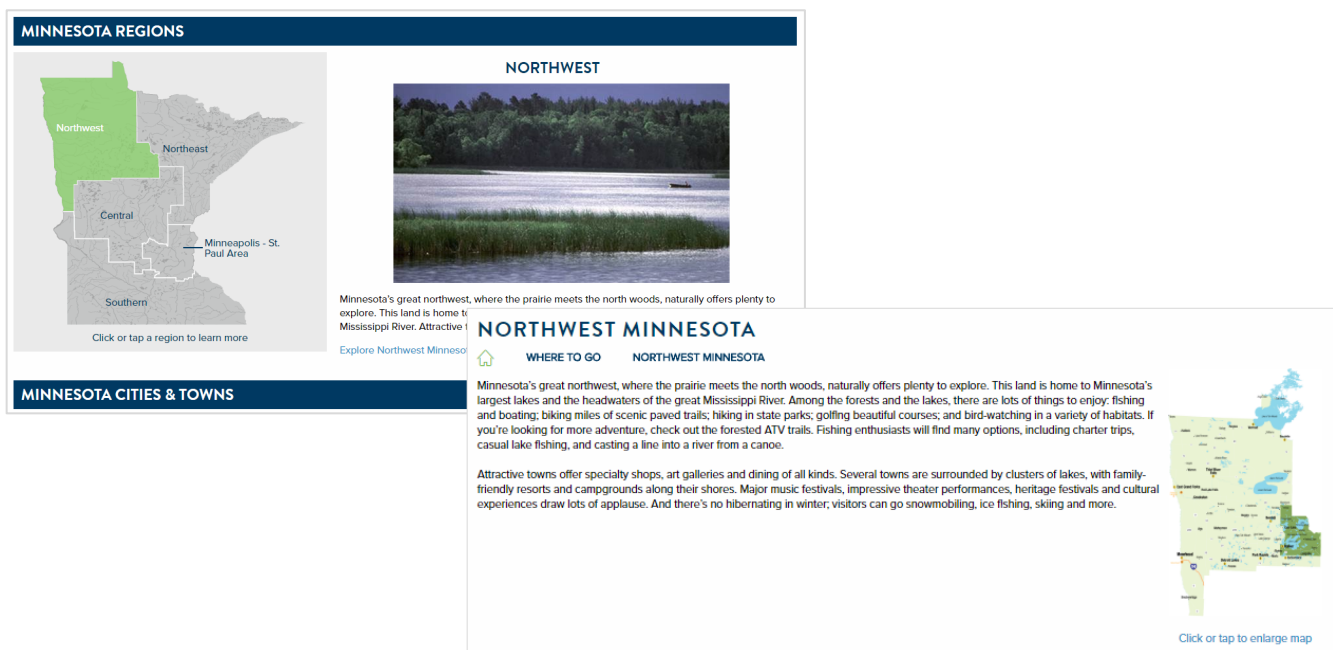 MINNESOTA REGIONS
Northwest
Northeast
Central
Minneapolis - St.
Paul Area
Southern
Click or tap a region to learn more
NORTHWEST
Minnesota's great northwest, where the prairie meets the north woods, naturally offers plenty to
explore. This land is home to
Mississippi River. Attractive
Explore Northwest
MINNESOTA CITIES & TOWNS
NORTHWEST MINNESOTA
WHERE TO GO NORTHWEST MINNESOTA
Minnesota's great northwest, where the prairie meets the north woods, naturally offers plenty to explore. This land is home to Minnesota's
largest lakes and the headwaters of the great Mississippi River. Among the forests and the lakes, there are lots of things to enjoy: fishing
and boating; biking miles of scenic paved trails; hiking in state parks; golfing beautiful courses; and bird-watching in a variety of habitats. If
you're looking for more adventure, check out the forested ATV trails. Fishing enthusiasts will find many options, including charter trips,
casual lake fishing, and casting a line into a river from a canoe.
Attractive towns offer specialty shops, art galleries and dining of all kinds. Several towns are surrounded by clusters of lakes, with family-
friendly resorts and campgrounds along their shores. Major music festivals, impressive theater performances, heritage festivals and cultural
experiences draw lots of applause. And there's no hibernating in winter; visitors can go snowmobiling, ice fishing, skiing and more.
Click or tap to enlarge map